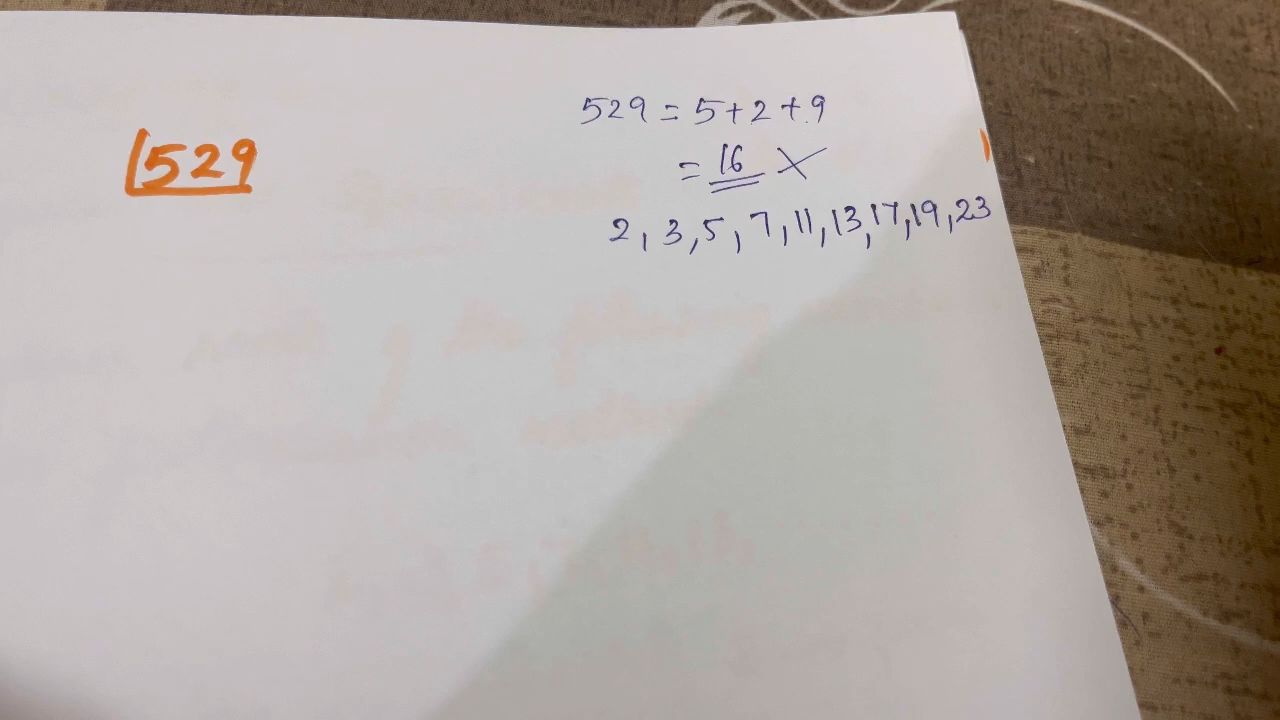 529
529 = 5+2+9
= 16 ×
2, 3, 5, 7, 11, 13, 17, 19, 23